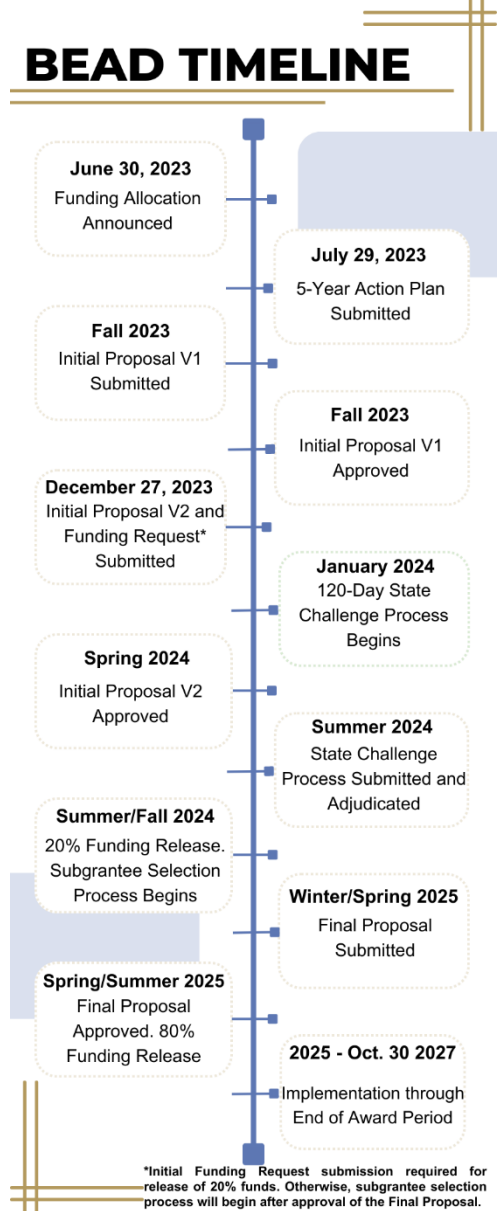 BEAD TIMELINE
June 30, 2023
Funding Allocation
Announced
July 29, 2023
5-Year Action Plan
Submitted
Fall 2023
Initial Proposal V1
Submitted
Fall 2023
Initial Proposal V1
Approved
December 27, 2023
Initial Proposal V2 and
Funding Request*
Submitted
January 2024
120-Day State
Challenge Process
Begins
Spring 2024
Initial Proposal V2
Approved
Summer 2024
State Challenge
Process Submitted and
Adjudicated
Summer/Fall 2024
20% Funding Release.
Subgrantee Selection
Process Begins
Winter/Spring 2025
Final Proposal
Submitted
Spring/Summer 2025
Final Proposal
Approved. 80%
Funding Release
2025 - Oct. 30 2027
Implementation through
End of Award Period
*Initial Funding Request submission required for
release of 20% funds. Otherwise, subgrantee selection
process will begin after approval of the Final Proposal.